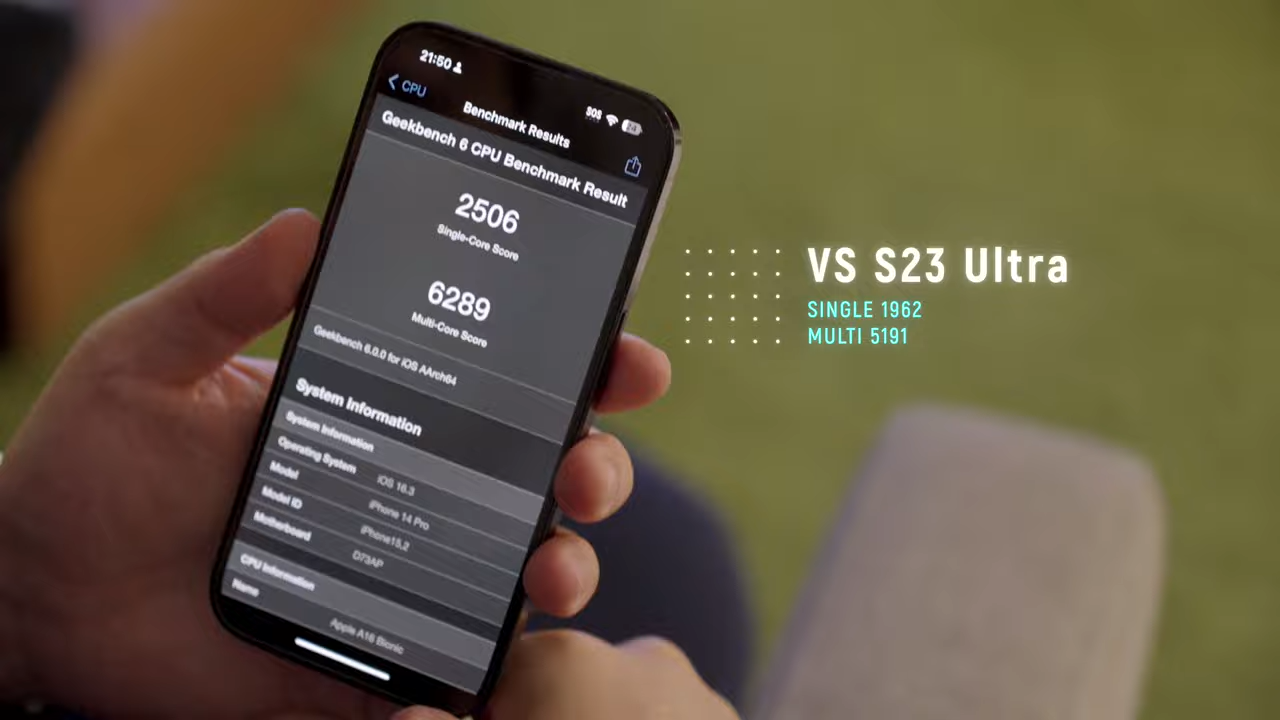 21:50
SOS
CPU
Benchmark Results
Geekbench 6 CPU Benchmark Result
2506
Single-Core Score
6289
Multi-Core Score
Geekbench 6.0.0 for iOS AArch64
System Information
System Information
Operating System iOS 16.3
Model iPhone 14 Pro
Model ID iPhone15,2
Motherboard D73AP
CPU Information
Name Apple A16 Bionic
VS S23 Ultra
SINGLE 1962
MULTI 5191